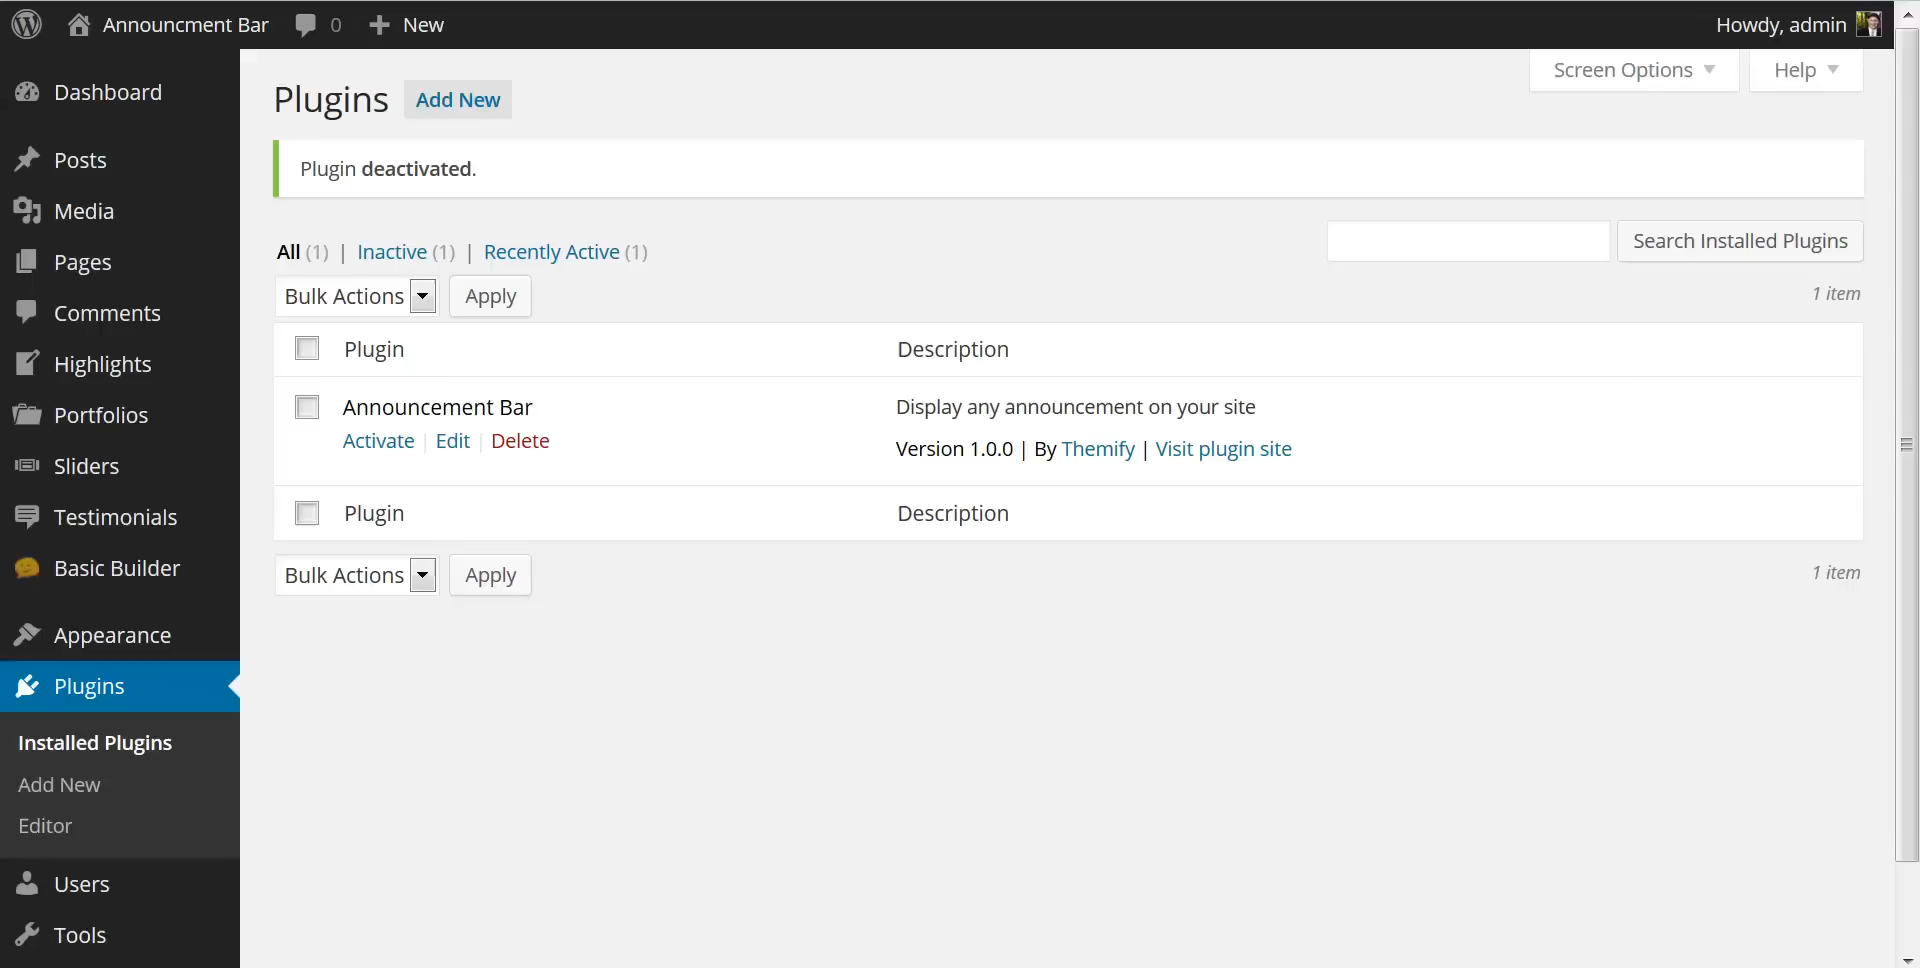 Announcment Bar 0 New Howdy, admin
Screen Options Help
Dashboard
Posts
Media
Pages
Comments
Highlights
Portfolios
Sliders
Testimonials
Basic Builder
Appearance
Plugins
Installed Plugins
Add New
Editor
Users
Tools
Plugins Add New
Plugin deactivated.
All (1) | Inactive (1) | Recently Active (1)
Search Installed Plugins
Bulk Actions Apply
1 item
Plugin Description
Announcement Bar Display any announcement on your site
Activate | Edit | Delete
Version 1.0.0 | By Themify | Visit plugin site
Plugin Description
Bulk Actions Apply
1 item